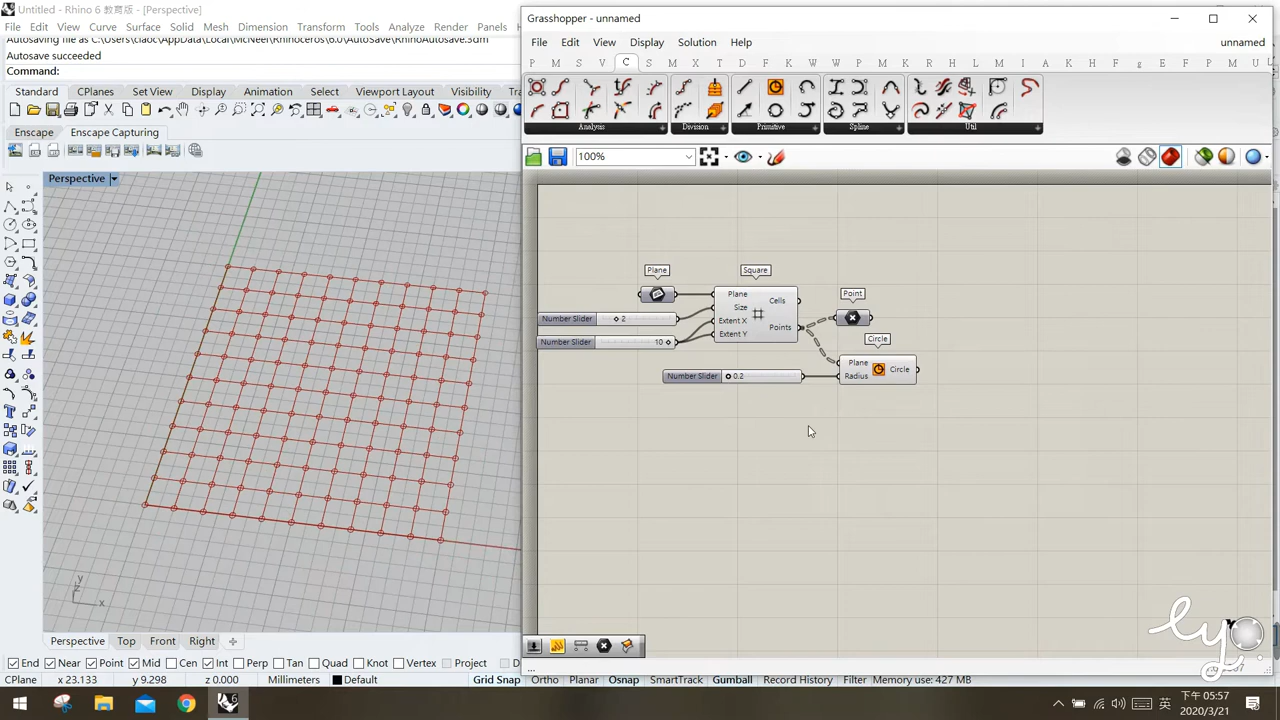 Untitled - Rhino 6 教育版 - [Perspective]
File Edit View Curve Surface Solid Mesh Dimension Transform Tools Analyze Render Panels
Autosave succeeded
Command:
Standard CPlanes Set View Display Select Viewport Layout
Enscape Enscape Capturing
Perspective
y
z
x
Perspective Top Front Right
End Near Point Mid Cen Int Perp Tan Quad Knot Vertex Project
CPlane x 23.133 y 9.298 z 0.000 Millimeters Default Grid Snap Ortho Planar Osnap SmartTrack Gumball Record History Filter Memory use: 427 MB
Grasshopper - unnamed
File Edit View Display Solution Help unnamed
P M S V C S M X T D F K W W L P E M F H F F g e M B T D K L H U
Analysis Division Primitive Spline Util
100%
Plane Square
Plane Size Extent X Extent Y Cells Points
Number Slider 2
Number Slider 10
Point
Circle
Number Slider 0.2
Plane Radius Circle
...
lyo
英
下午 05:57
2020/3/21